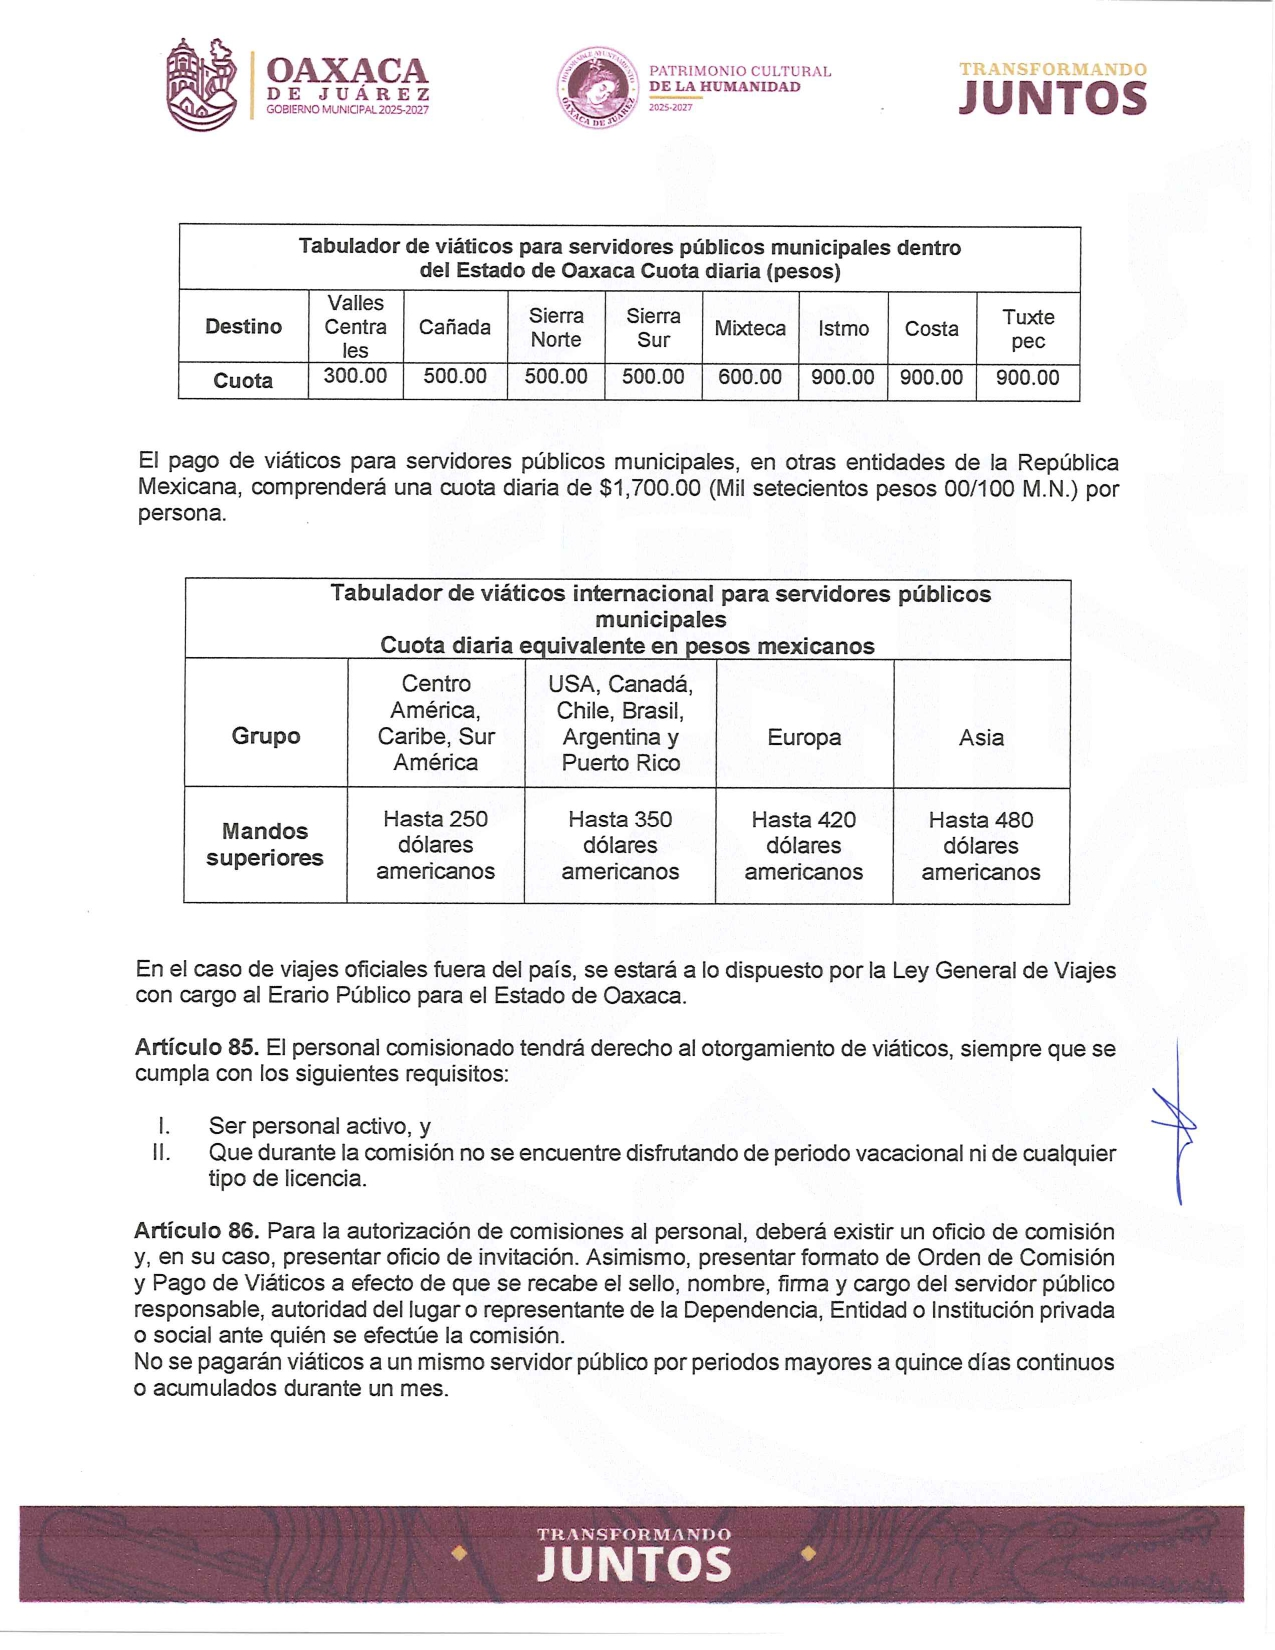 OAXACA
DE JUÁREZ
GOBIERNO MUNICIPAL 2025-2027
HONORABLE AYUNTAMIENTO
OAXACA DE JUÁREZ
PATRIMONIO CULTURAL
DE LA HUMANIDAD
2025-2027
TRANSFORMANDO
JUNTOS
Tabulador de viáticos para servidores públicos municipales dentro
del Estado de Oaxaca Cuota diaria (pesos)
Destino
Valles
Centra
les
Cañada
Sierra
Norte
Sierra
Sur
Mixteca
Istmo
Costa
Tuxte
pec
Cuota
300.00
500.00
500.00
500.00
600.00
900.00
900.00
900.00
El pago de viáticos para servidores públicos municipales, en otras entidades de la República
Mexicana, comprenderá una cuota diaria de $1,700.00 (Mil setecientos pesos 00/100 M.N.) por
persona.
Tabulador de viáticos internacional para servidores públicos
municipales
Cuota diaria equivalente en pesos mexicanos
Grupo
Centro
América,
Caribe, Sur
América
USA, Canadá,
Chile, Brasil,
Argentina y
Puerto Rico
Europa
Asia
Mandos
superiores
Hasta 250
dólares
americanos
Hasta 350
dólares
americanos
Hasta 420
dólares
americanos
Hasta 480
dólares
americanos
En el caso de viajes oficiales fuera del país, se estará a lo dispuesto por la Ley General de Viajes
con cargo al Erario Público para el Estado de Oaxaca.
Artículo 85. El personal comisionado tendrá derecho al otorgamiento de viáticos, siempre que se
cumpla con los siguientes requisitos:
I. Ser personal activo, y
II. Que durante la comisión no se encuentre disfrutando de periodo vacacional ni de cualquier
tipo de licencia.
Artículo 86. Para la autorización de comisiones al personal, deberá existir un oficio de comisión
y, en su caso, presentar oficio de invitación. Asimismo, presentar formato de Orden de Comisión
y Pago de Viáticos a efecto de que se recabe el sello, nombre, firma y cargo del servidor público
responsable, autoridad del lugar o representante de la Dependencia, Entidad o Institución privada
o social ante quién se efectúe la comisión.
No se pagarán viáticos a un mismo servidor público por periodos mayores a quince días continuos
o acumulados durante un mes.
TRANSFORMANDO
JUNTOS